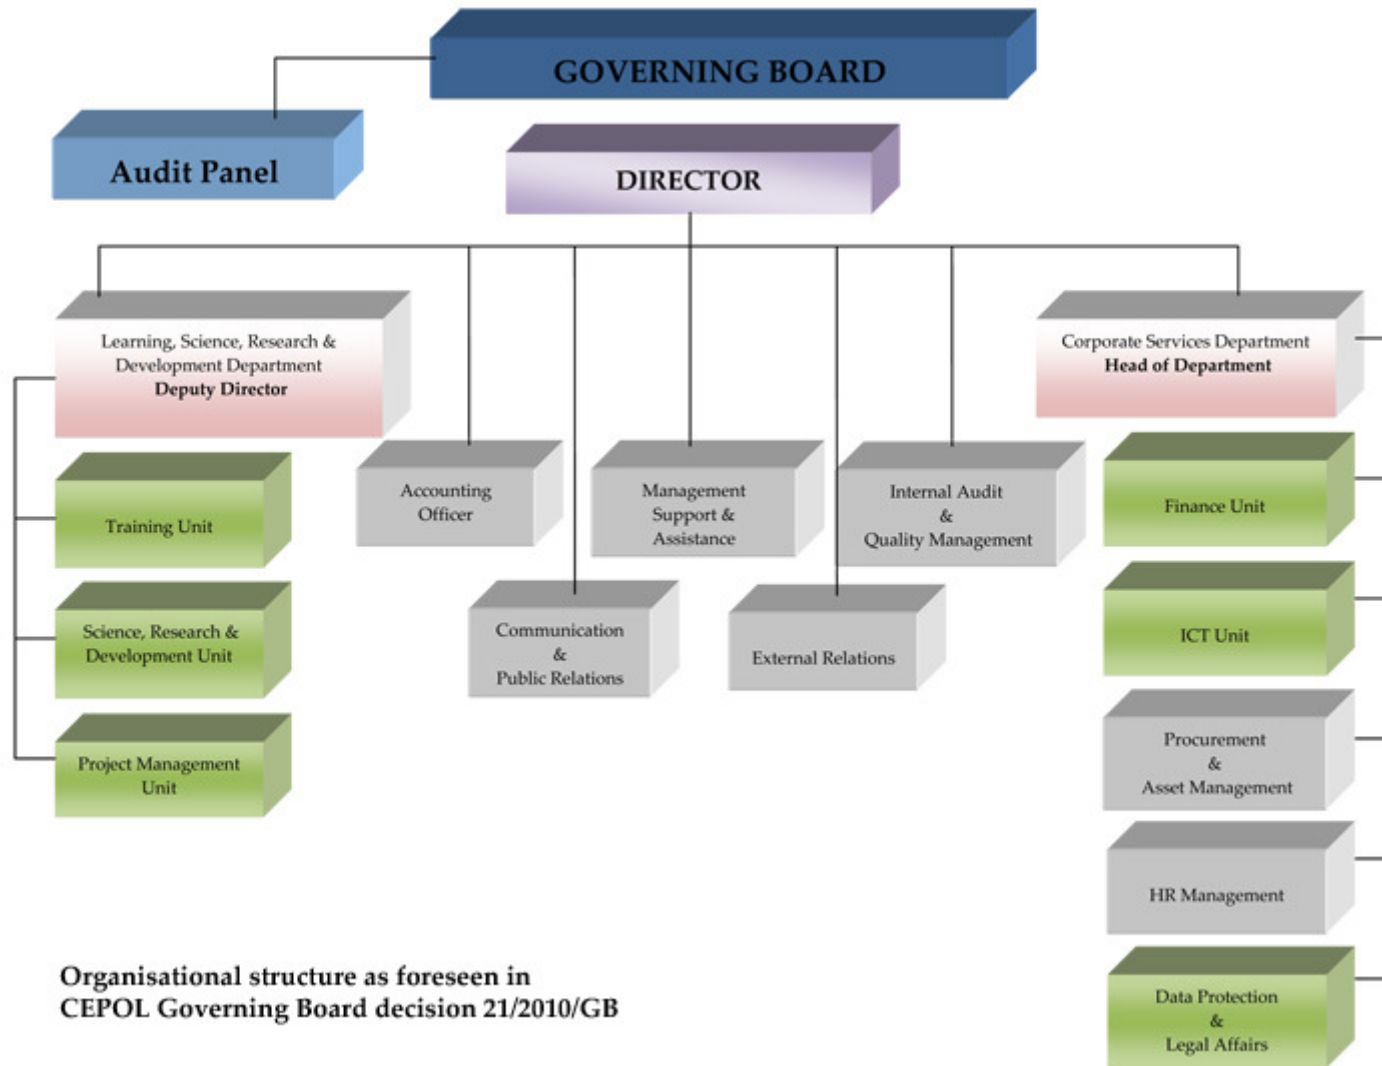 GOVERNING BOARD
Audit Panel
DIRECTOR
Learning, Science, Research &
Development Department
Deputy Director
Corporate Services Department
Head of Department
Accounting
Officer
Management
Support &
Assistance
Internal Audit
&
Quality Management
Training Unit
Finance Unit
Science, Research &
Development Unit
Communication
&
Public Relations
External Relations
ICT Unit
Project Management
Unit
Procurement
&
Asset Management
HR Management
Organisational structure as foreseen in
CEPOL Governing Board decision 21/2010/GB
Data Protection
&
Legal Affairs